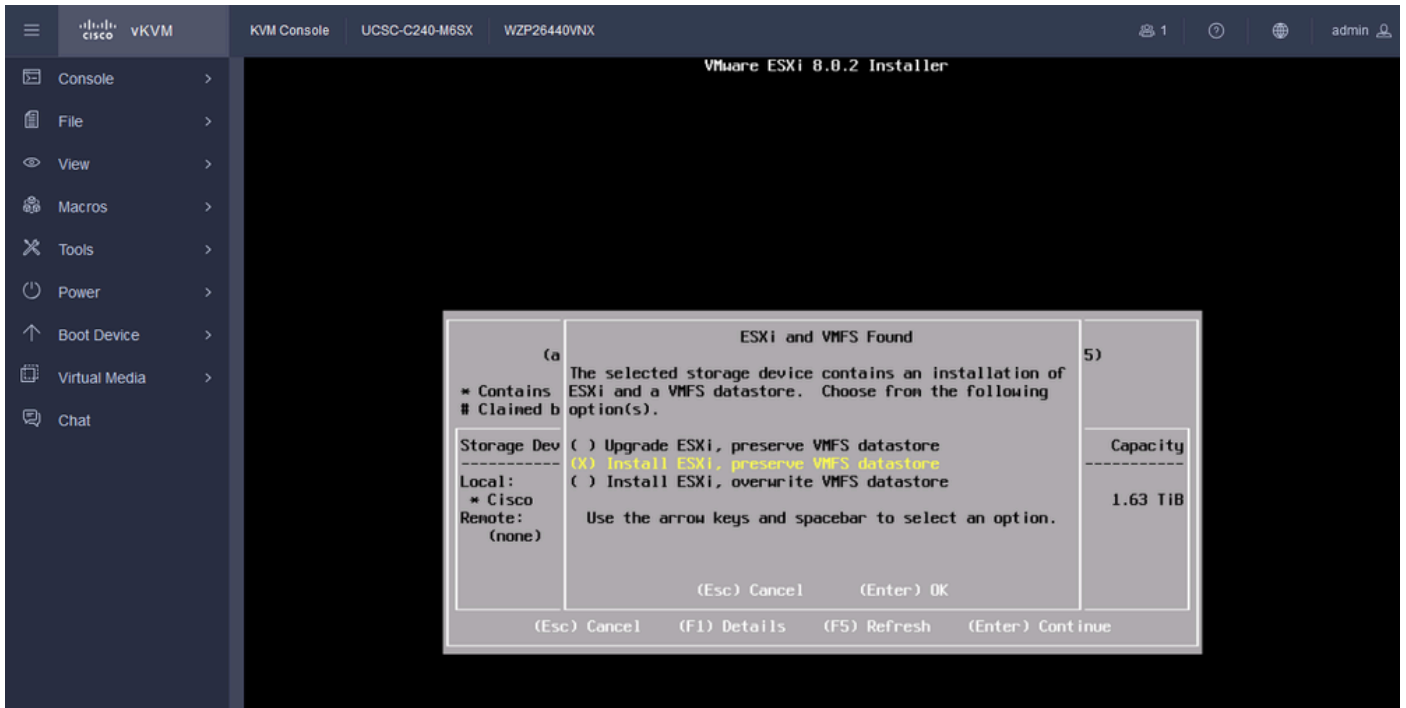 cisco vKVM
KVM Console UCSC-C240-M6SX WZP26440VNX 1 ? admin
Console
File
View
Macros
Tools
Power
Boot Device
Virtual Media
Chat
VMware ESXi 8.0.2 Installer
ESXi and VMFS Found
(a 5)
The selected storage device contains an installation of
* Contains ESXi and a VMFS datastore. Choose from the following
# Claimed b option(s).
Storage Dev ( ) Upgrade ESXi, preserve VMFS datastore Capacity
----------- (X) Install ESXi, preserve VMFS datastore -----------
Local: ( ) Install ESXi, overwrite VMFS datastore
* Cisco 1.63 TiB
Remote: Use the arrow keys and spacebar to select an option.
(none)
(Esc) Cancel (Enter) OK
(Esc) Cancel (F1) Details (F5) Refresh (Enter) Continue